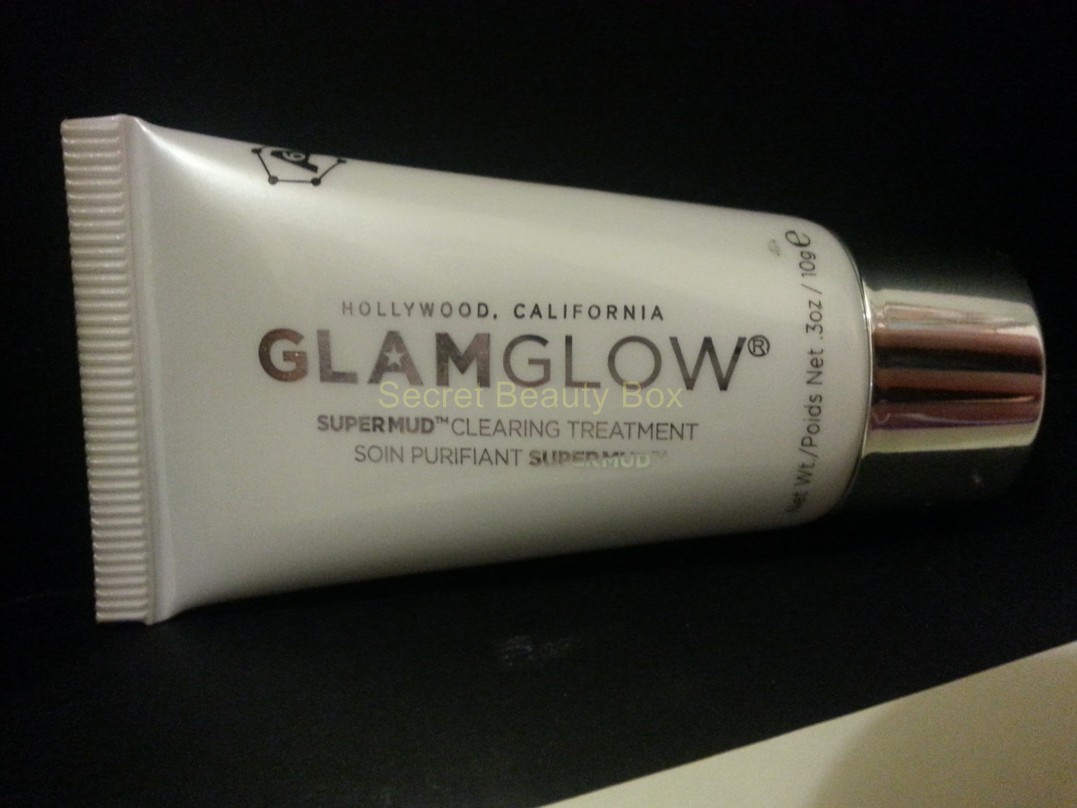 HOLLYWOOD, CALIFORNIA
GLAMGLOW®
Secret Beauty Box
SUPERMUD™ CLEARING TREATMENT
SOIN PURIFIANT SUPERMUD™
Net Wt./Poids Net .3oz / 10g ℮